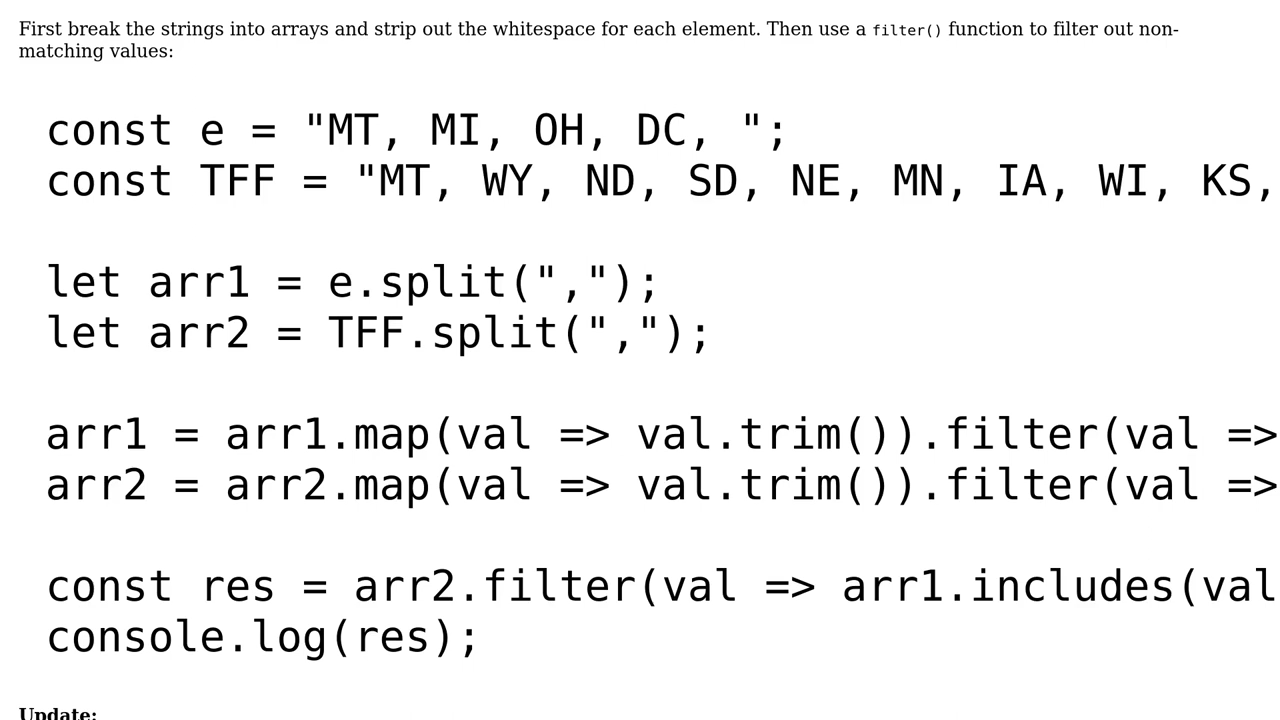 First break the strings into arrays and strip out the whitespace for each element. Then use a filter() function to filter out non-
matching values:
const e = "MT, MI, OH, DC, ";
const TFF = "MT, WY, ND, SD, NE, MN, IA, WI, KS,
let arr1 = e.split(",");
let arr2 = TFF.split(",");
arr1 = arr1.map(val => val.trim()).filter(val =>
arr2 = arr2.map(val => val.trim()).filter(val =>
const res = arr2.filter(val => arr1.includes(val
console.log(res);
Update: